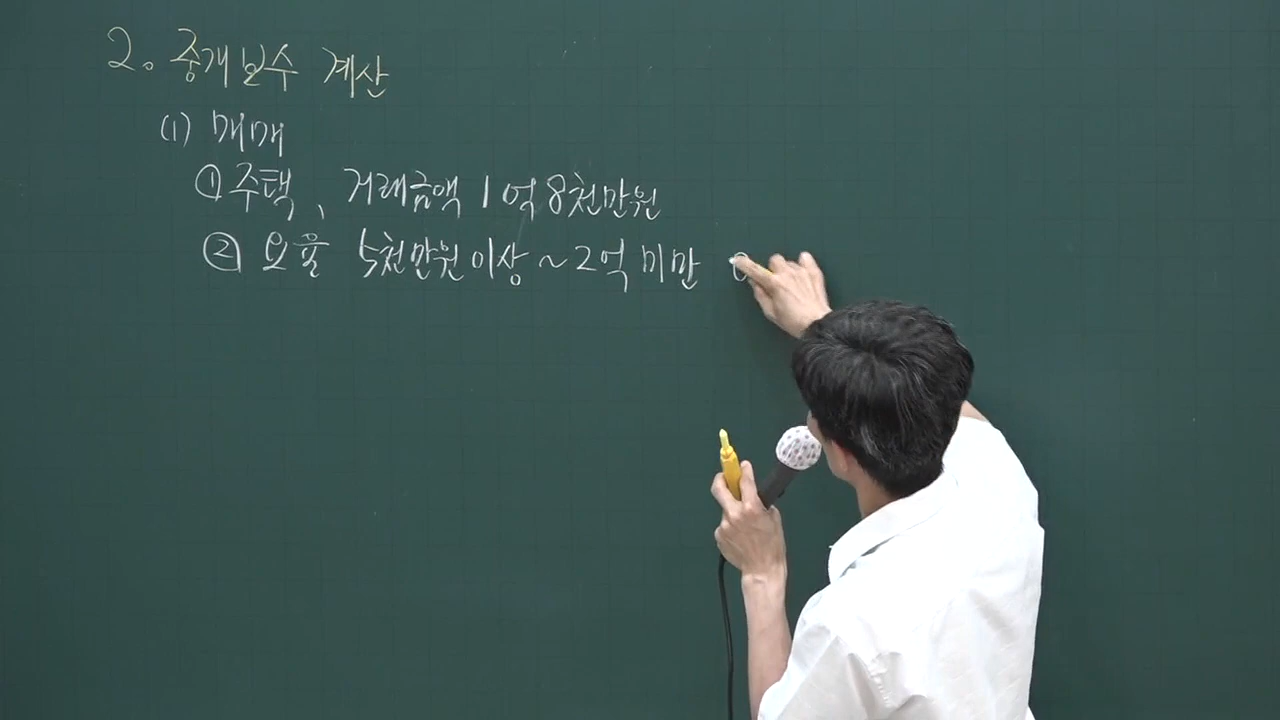 2. 중개보수 계산
(1) 매매
① 주택, 거래금액 1억 8천만원
② 요율 5천만원이상 ~ 2억 미만 0